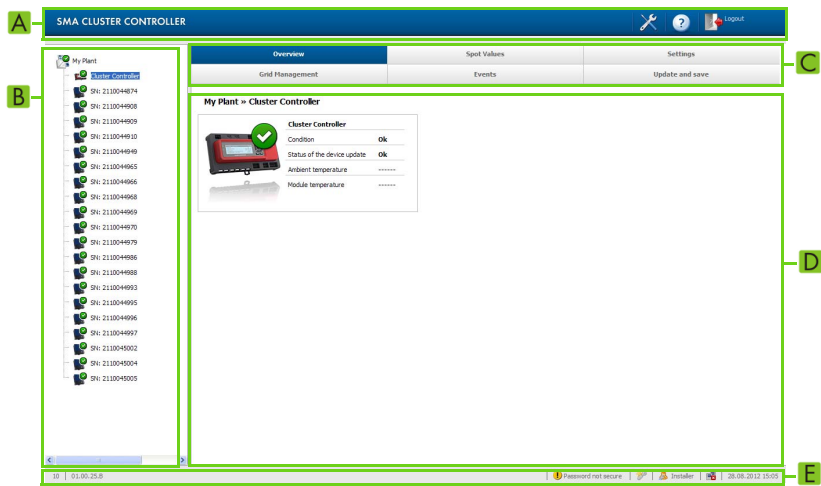 A
SMA CLUSTER CONTROLLER
Logout
B
My Plant
Cluster Controller
SN: 2110044874
SN: 2110044908
SN: 2110044909
SN: 2110044910
SN: 2110044949
SN: 2110044965
SN: 2110044966
SN: 2110044968
SN: 2110044969
SN: 2110044970
SN: 2110044979
SN: 2110044986
SN: 2110044988
SN: 2110044993
SN: 2110044995
SN: 2110044996
SN: 2110044997
SN: 2110045002
SN: 2110045004
SN: 2110045005
C
Overview Spot Values Settings
Grid Management Events Update and save
D
My Plant » Cluster Controller
Cluster Controller
Condition Ok
Status of the device update Ok
Ambient temperature ------
Module temperature ------
E
10 | 01.00.25.B
Password not secure | | Installer | | 28.08.2012 15:05